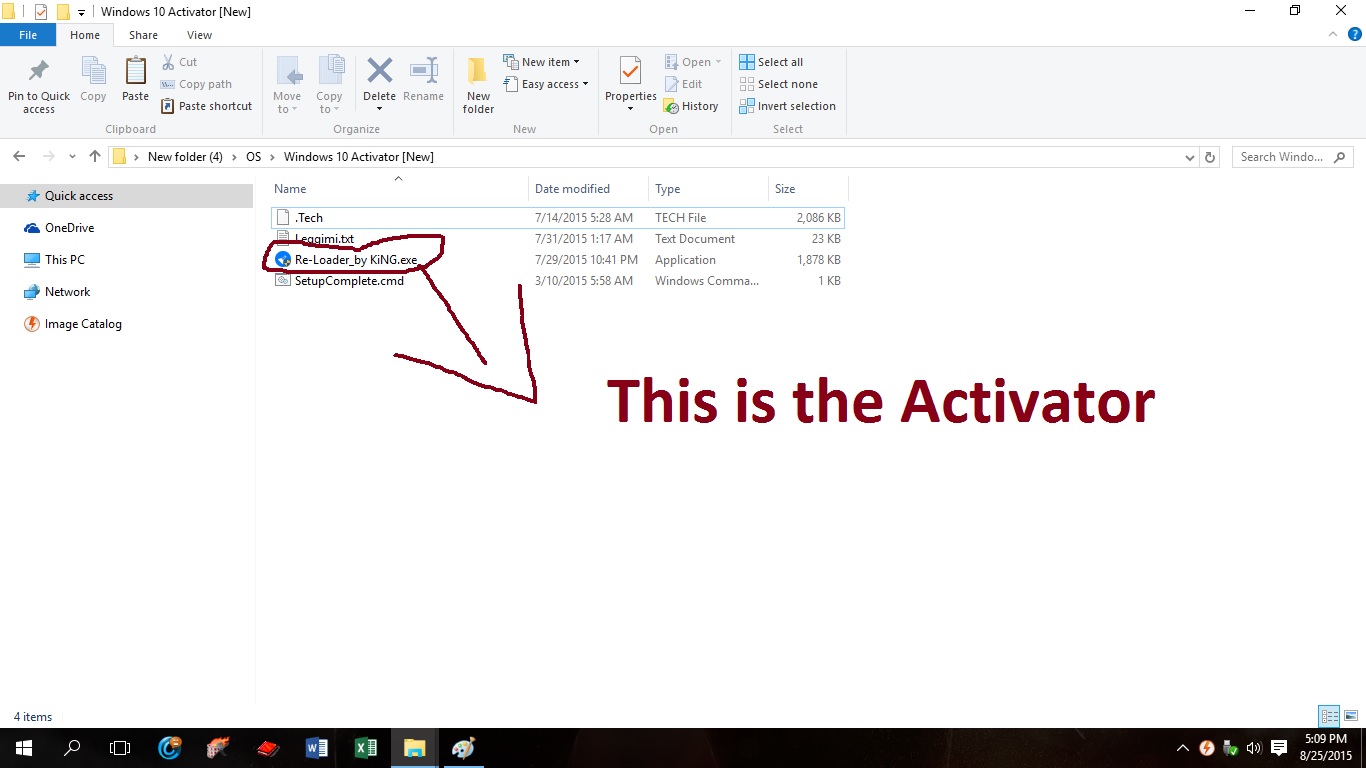 Windows 10 Activator [New]
File Home Share View
Pin to Quick access
Copy
Paste
Cut
Copy path
Paste shortcut
Clipboard
Move to
Copy to
Delete
Rename
Organize
New folder
New item
Easy access
New
Properties
Open
Edit
History
Open
Select all
Select none
Invert selection
Select
New folder (4) OS Windows 10 Activator [New]
Search Windo...
Quick access
OneDrive
This PC
Network
Image Catalog
Name Date modified Type Size
.Tech 7/14/2015 5:28 AM TECH File 2,086 KB
Leggimi.txt 7/31/2015 1:17 AM Text Document 23 KB
Re-Loader_by KiNG.exe 7/29/2015 10:41 PM Application 1,878 KB
SetupComplete.cmd 3/10/2015 5:58 AM Windows Comma... 1 KB
This is the Activator
4 items
5:09 PM
8/25/2015